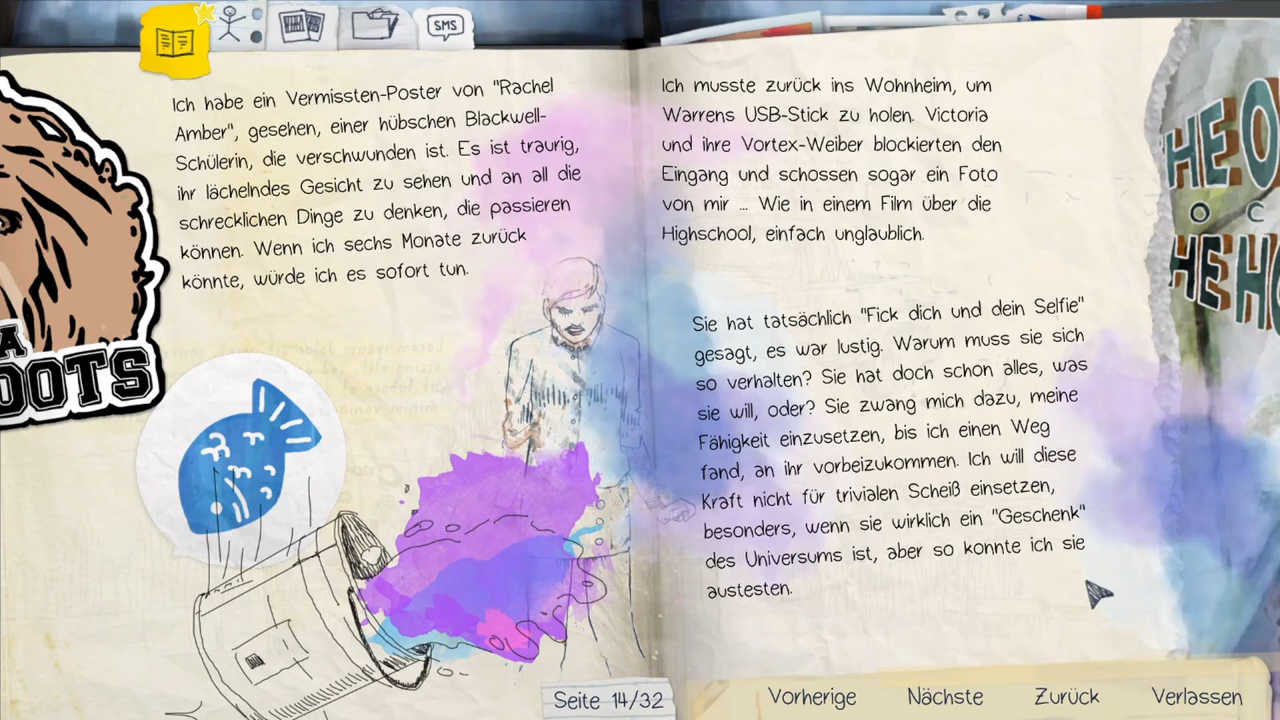 SMS
Ich habe ein Vermissten-Poster von "Rachel
Amber", gesehen, einer hübschen Blackwell-
Schülerin, die verschwunden ist. Es ist traurig,
ihr lächelndes Gesicht zu sehen und an all die
schrecklichen Dinge zu denken, die passieren
können. Wenn ich sechs Monate zurück
könnte, würde ich es sofort tun.
Ich musste zurück ins Wohnheim, um
Warrens USB-Stick zu holen. Victoria
und ihre Vortex-Weiber blockierten den
Eingang und schossen sogar ein Foto
von mir ... Wie in einem Film über die
Highschool, einfach unglaublich.
Sie hat tatsächlich "Fick dich und dein Selfie"
gesagt, es war lustig. Warum muss sie sich
so verhalten? Sie hat doch schon alles, was
sie will, oder? Sie zwang mich dazu, meine
Fähigkeit einzusetzen, bis ich einen Weg
fand, an ihr vorbeizukommen. Ich will diese
Kraft nicht für trivialen Scheiß einsetzen,
besonders, wenn sie wirklich ein "Geschenk"
des Universums ist, aber so konnte ich sie
austesten.
Seite 14/32
Vorherige
Nächste
Zurück
Verlassen